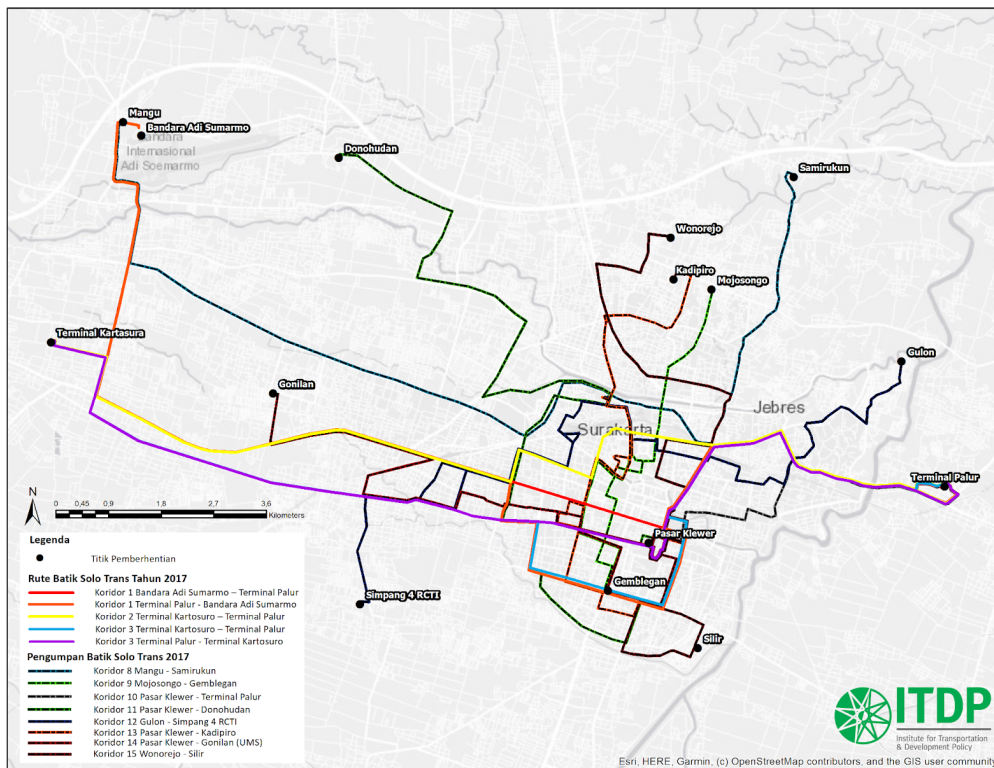 Mangu
Bandara Adi Sumarmo
Bandara
Internasional
Adi Soemarmo
Donohudan
Samirukun
Wonorejo
Kadipiro
Mojosongo
Terminal Kartasura
Gulon
Gonilan
Jebres
Surakarta
Terminal Palur
N
0 0,45 0,9 1,8 2,7 3,6
Kilometers
Pasar Klewer
Gemblegan
Simpang 4 RCTI
Silir
Legenda
Titik Pemberhentian
Rute Batik Solo Trans Tahun 2017
Koridor 1 Bandara Adi Sumarmo – Terminal Palur
Koridor 1 Terminal Palur - Bandara Adi Sumarmo
Koridor 2 Terminal Kartosuro – Terminal Palur
Koridor 3 Terminal Kartosuro – Terminal Palur
Koridor 3 Terminal Palur - Terminal Kartosuro
Pengumpan Batik Solo Trans 2017
Koridor 8 Mangu - Samirukun
Koridor 9 Mojosongo - Gemblegan
Koridor 10 Pasar Klewer - Terminal Palur
Koridor 11 Pasar Klewer - Donohudan
Koridor 12 Gulon - Simpang 4 RCTI
Koridor 13 Pasar Klewer - Kadipiro
Koridor 14 Pasar Klewer - Gonilan (UMS)
Koridor 15 Wonorejo - Silir
ITDP
Institute for Transportation
& Development Policy
Esri, HERE, Garmin, (c) OpenStreetMap contributors, and the GIS user community